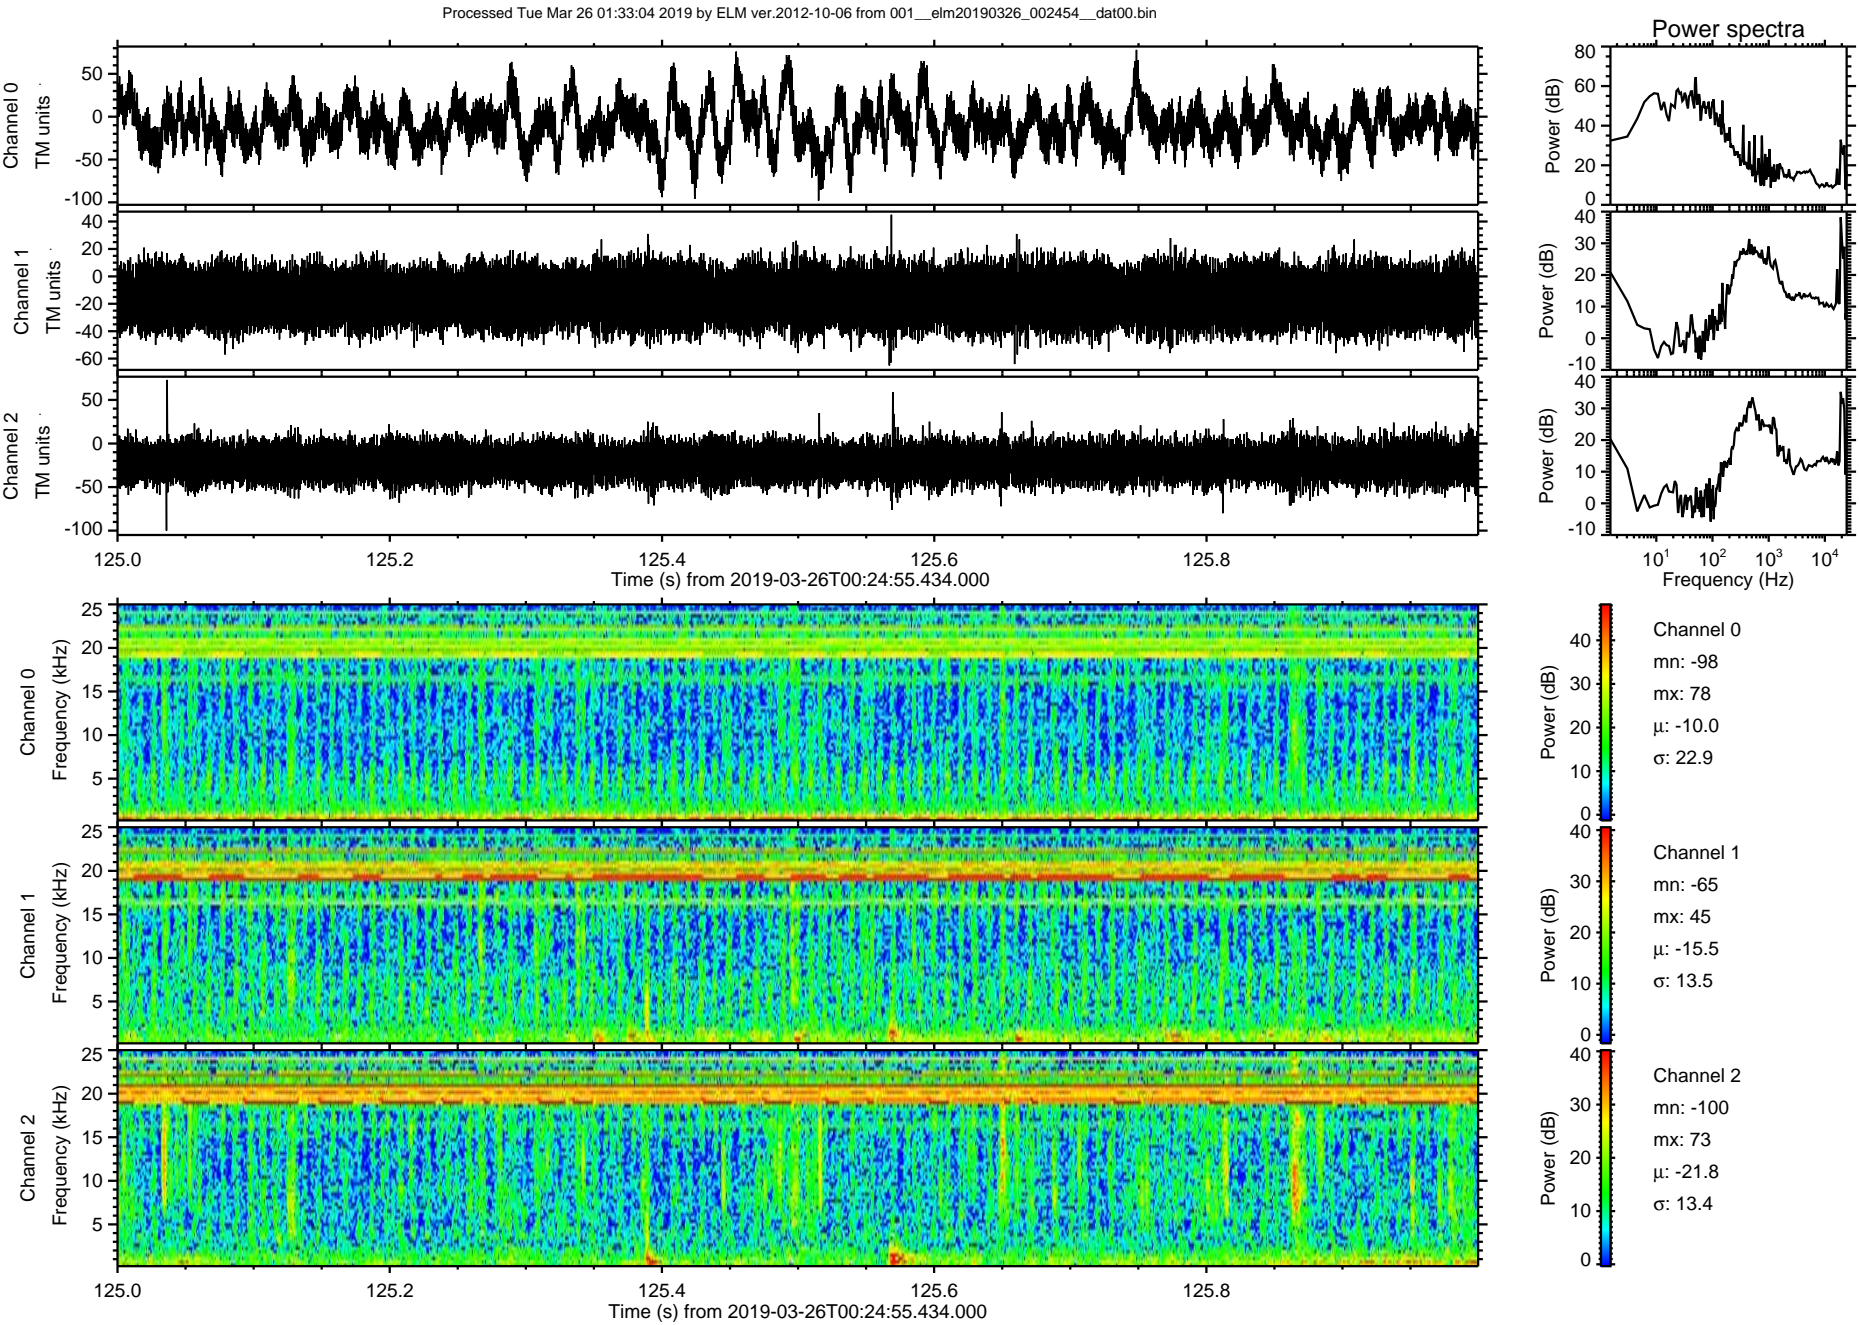 Processed Tue Mar 26 01:33:04 2019 by ELM ver.2012-10-06 from 001__elm20190326_002454__dat00.bin
Power spectra
Channel 0
TM units
50
0
-50
-100
Power (dB)
80
60
40
20
0
Channel 1
TM units
40
20
0
-20
-40
-60
Power (dB)
40
30
20
10
0
-10
Channel 2
TM units
50
0
-50
-100
Power (dB)
40
30
20
10
0
-10
125.0 125.2 125.4 125.6 125.8
Time (s) from 2019-03-26T00:24:55.434.000
10¹ 10² 10³ 10⁴
Frequency (Hz)
Channel 0
Frequency (kHz)
25
20
15
10
5
Power (dB)
40
30
20
10
0
Channel 0
mn: -98
mx: 78
µ: -10.0
σ: 22.9
Channel 1
Frequency (kHz)
25
20
15
10
5
Power (dB)
40
30
20
10
0
Channel 1
mn: -65
mx: 45
µ: -15.5
σ: 13.5
Channel 2
Frequency (kHz)
25
20
15
10
5
Power (dB)
40
30
20
10
0
Channel 2
mn: -100
mx: 73
µ: -21.8
σ: 13.4
125.0 125.2 125.4 125.6 125.8
Time (s) from 2019-03-26T00:24:55.434.000